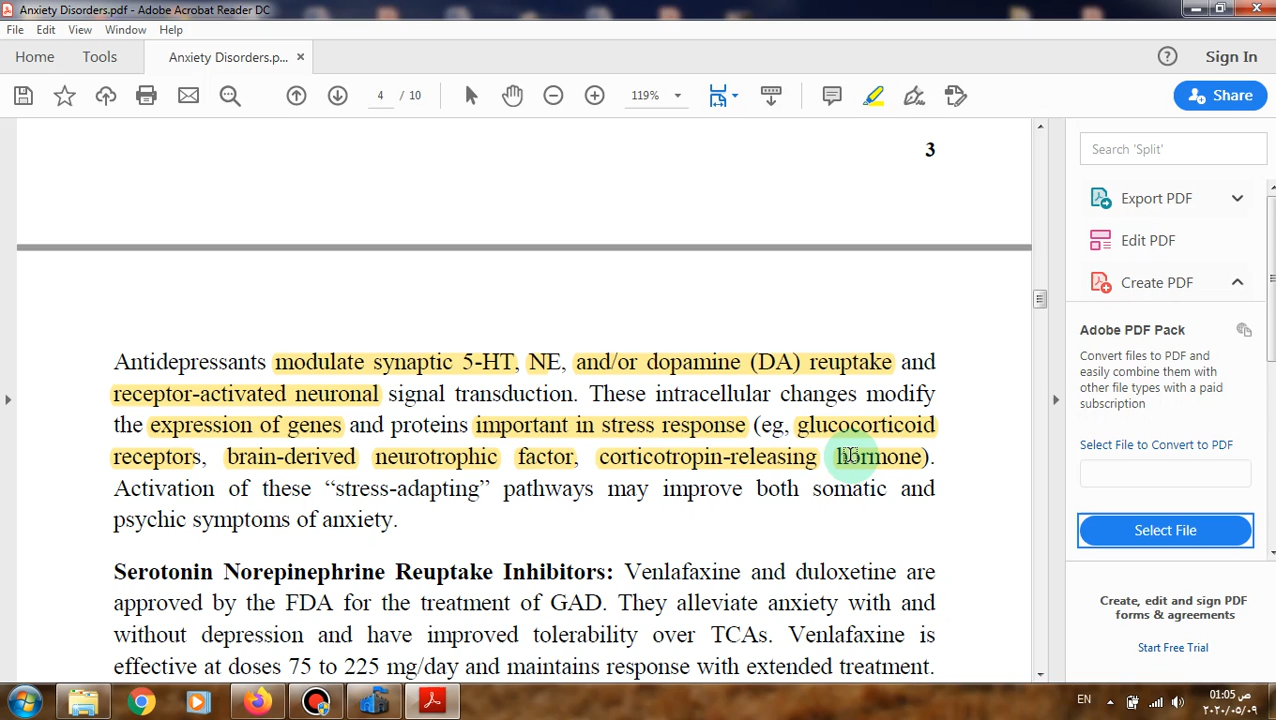 Anxiety Disorders.pdf - Adobe Acrobat Reader DC
File Edit View Window Help
Home Tools Anxiety Disorders.p... ×
Sign In
4 / 10
119%
Share
3
Antidepressants modulate synaptic 5-HT, NE, and/or dopamine (DA) reuptake and
receptor-activated neuronal signal transduction. These intracellular changes modify
the expression of genes and proteins important in stress response (eg, glucocorticoid
receptors, brain-derived neurotrophic factor, corticotropin-releasing hormone).
Activation of these “stress-adapting” pathways may improve both somatic and
psychic symptoms of anxiety.
Serotonin Norepinephrine Reuptake Inhibitors: Venlafaxine and duloxetine are
approved by the FDA for the treatment of GAD. They alleviate anxiety with and
without depression and have improved tolerability over TCAs. Venlafaxine is
effective at doses 75 to 225 mg/day and maintains response with extended treatment.
Search 'Split'
Export PDF
Edit PDF
Create PDF
Adobe PDF Pack
Convert files to PDF and
easily combine them with
other file types with a paid
subscription
Select File to Convert to PDF
Select File
Create, edit and sign PDF
forms & agreements
Start Free Trial
EN
01:05 ص
٢٠٢٠/٠٥/٠٩